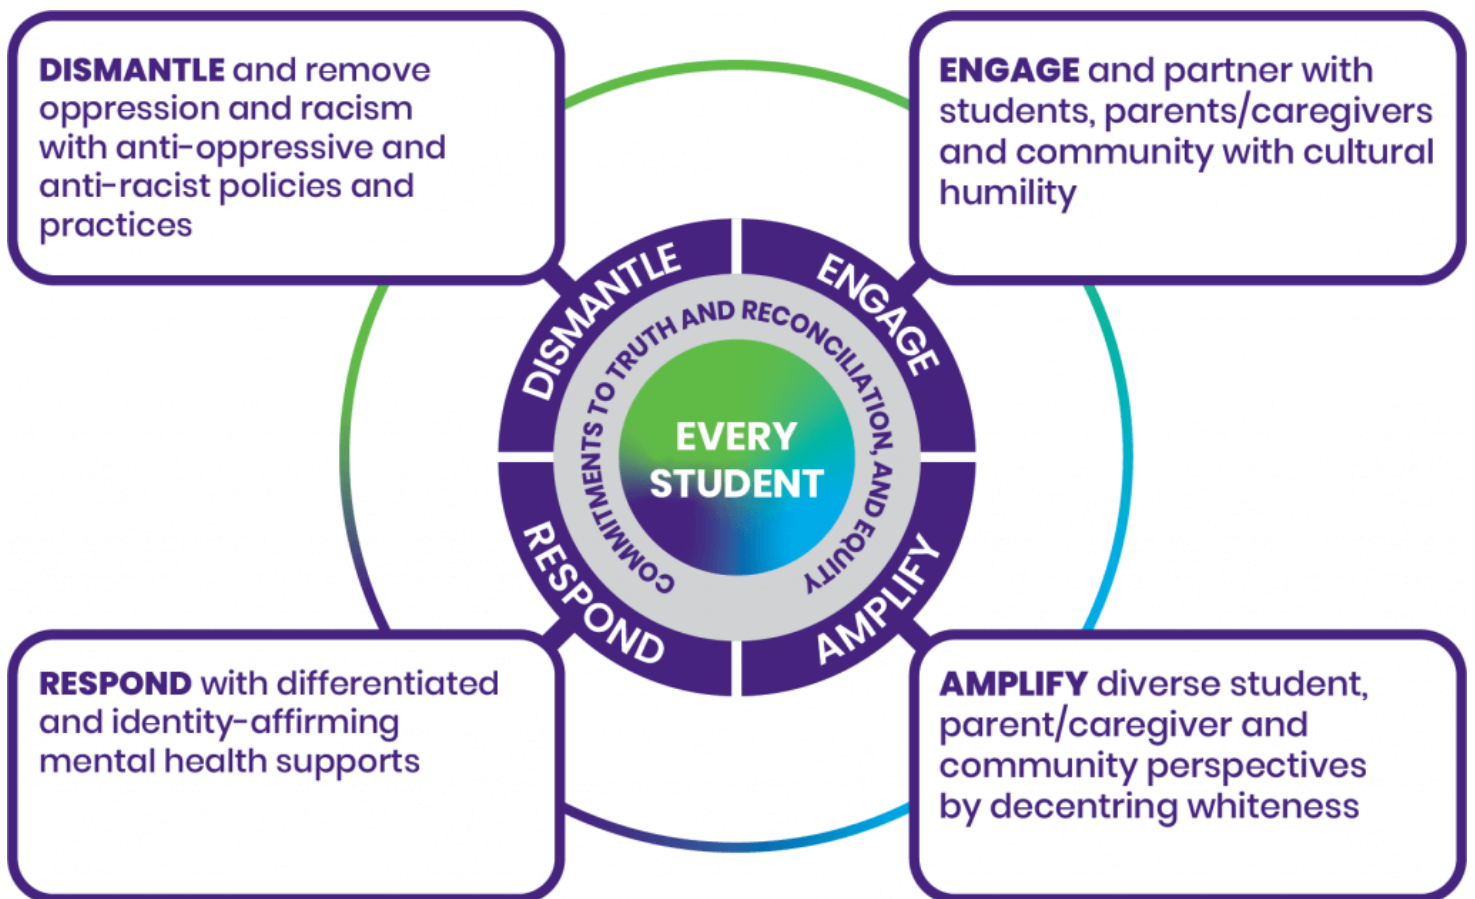 DISMANTLE and remove
oppression and racism
with anti-oppressive and
anti-racist policies and
practices
ENGAGE and partner with
students, parents/caregivers
and community with cultural
humility
DISMANTLE
ENGAGE
COMMITMENTS TO TRUTH AND RECONCILIATION, AND EQUITY
EVERY
STUDENT
RESPOND
AMPLIFY
RESPOND with differentiated
and identity-affirming
mental health supports
AMPLIFY diverse student,
parent/caregiver and
community perspectives
by decentring whiteness